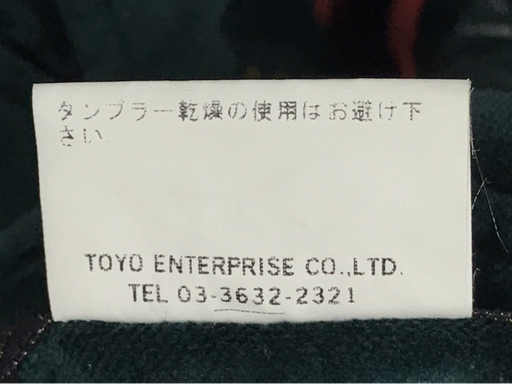 タンブラー乾燥の使用はお避け下
さい
TOYO ENTERPRISE CO.,LTD.
TEL 03-3632-2321